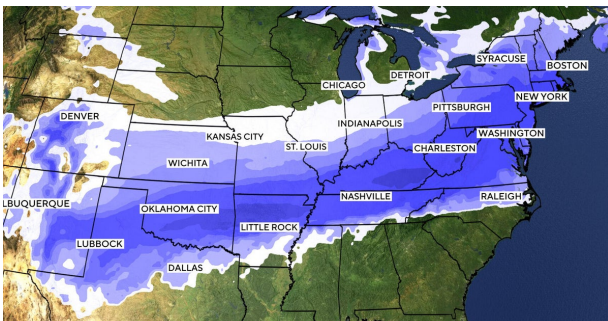 SYRACUSE
BOSTON
DETROIT
CHICAGO
NEW YORK
PITTSBURGH
DENVER
INDIANAPOLIS
WASHINGTON
KANSAS CITY
ST. LOUIS
CHARLESTON
WICHITA
NASHVILLE
RALEIGH
LBUQUERQUE
OKLAHOMA CITY
LITTLE ROCK
LUBBOCK
DALLAS